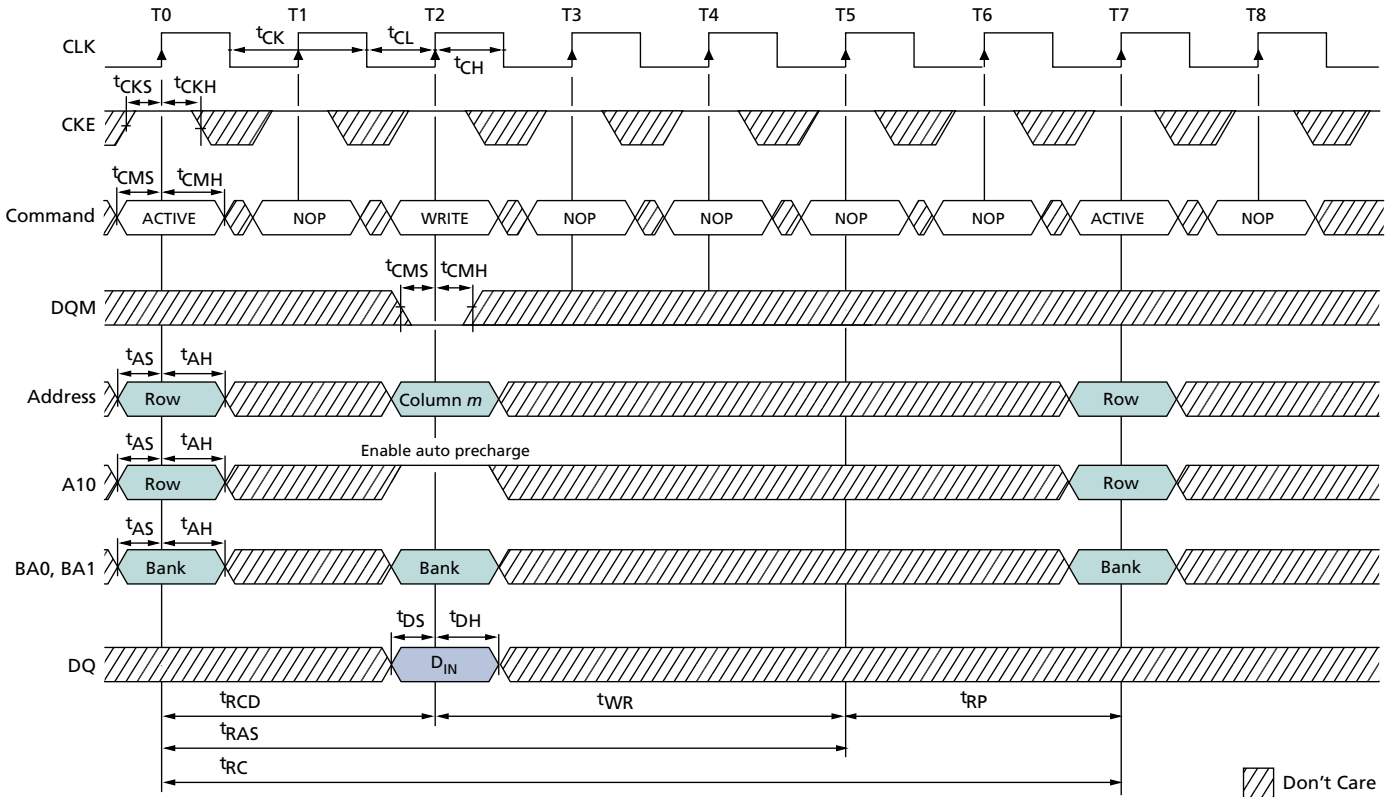 T0 T1 T2 T3 T4 T5 T6 T7 T8
CLK
tCK tCL
tCH
tCKS tCKH
CKE
tCMS tCMH
Command ACTIVE NOP WRITE NOP NOP NOP NOP ACTIVE NOP
tCMS tCMH
DQM
tAS tAH
Address Row Column m Row
tAS tAH Enable auto precharge
A10 Row Row
tAS tAH
BA0, BA1 Bank Bank Bank
tDS tDH
DQ DIN
tRCD tWR tRP
tRAS
tRC
Don't Care